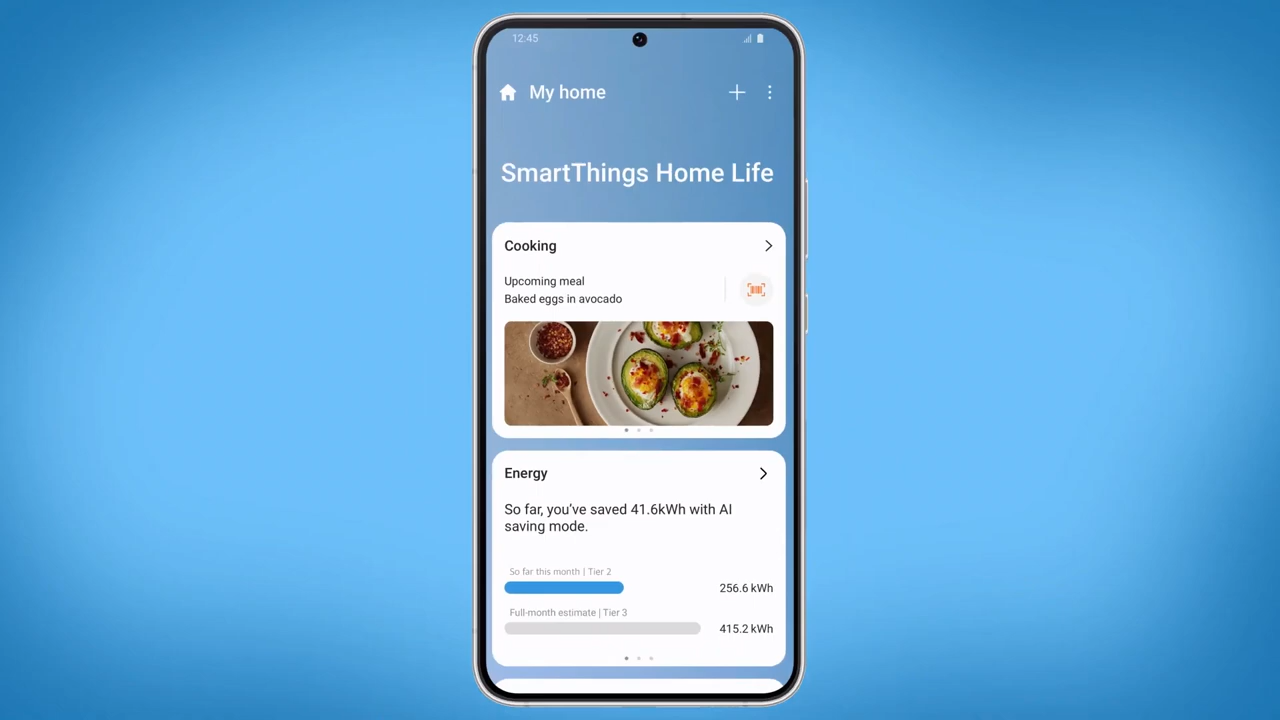 12:45
My home
SmartThings Home Life
Cooking
Upcoming meal
Baked eggs in avocado
Energy
So far, you’ve saved 41.6kWh with AI
saving mode.
So far this month | Tier 2
256.6 kWh
Full-month estimate | Tier 3
415.2 kWh